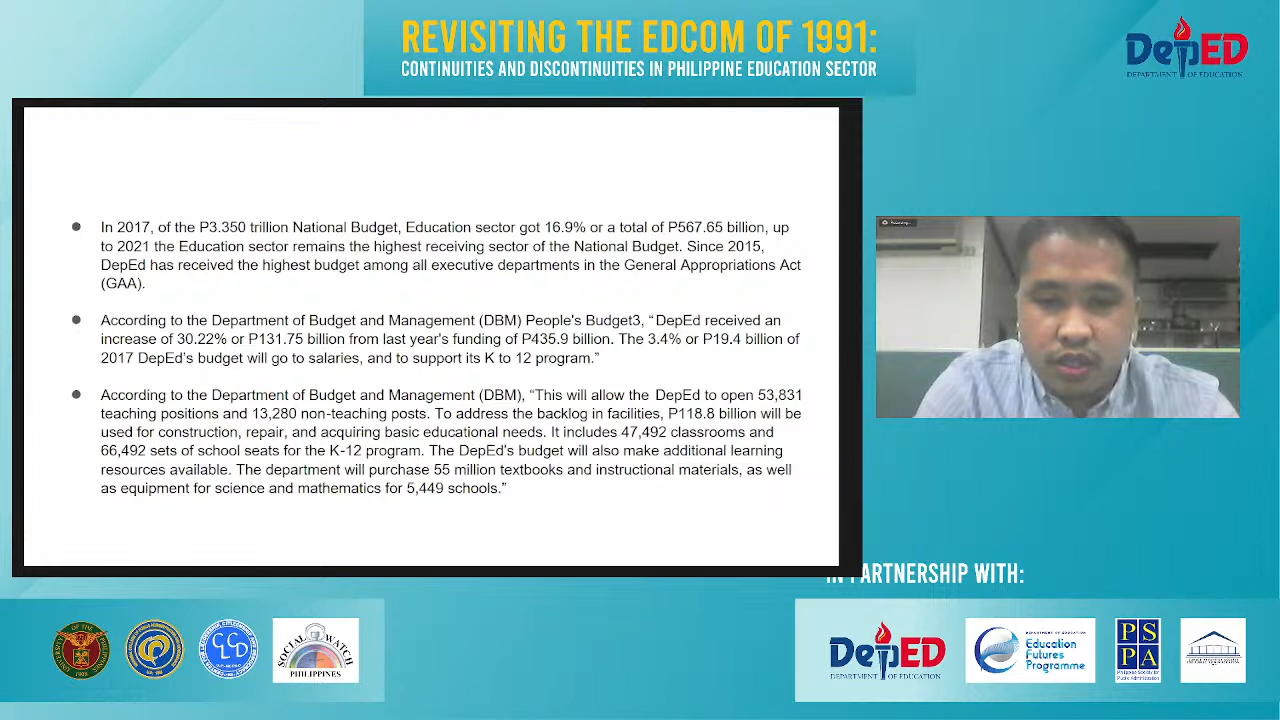 REVISITING THE EDCOM OF 1991:
CONTINUITIES AND DISCONTINUITIES IN PHILIPPINE EDUCATION SECTOR
DepED
DEPARTMENT OF EDUCATION
● In 2017, of the P3.350 trillion National Budget, Education sector got 16.9% or a total of P567.65 billion, up
to 2021 the Education sector remains the highest receiving sector of the National Budget. Since 2015,
DepEd has received the highest budget among all executive departments in the General Appropriations Act
(GAA).
● According to the Department of Budget and Management (DBM) People's Budget3, “DepEd received an
increase of 30.22% or P131.75 billion from last year's funding of P435.9 billion. The 3.4% or P19.4 billion of
2017 DepEd’s budget will go to salaries, and to support its K to 12 program.”
● According to the Department of Budget and Management (DBM), “This will allow the DepEd to open 53,831
teaching positions and 13,280 non-teaching posts. To address the backlog in facilities, P118.8 billion will be
used for construction, repair, and acquiring basic educational needs. It includes 47,492 classrooms and
66,492 sets of school seats for the K-12 program. The DepEd's budget will also make additional learning
resources available. The department will purchase 55 million textbooks and instructional materials, as well
as equipment for science and mathematics for 5,449 schools.”
IN PARTNERSHIP WITH:
SOCIAL WATCH
PHILIPPINES
DepED
DEPARTMENT OF EDUCATION
DEPARTMENT OF EDUCATION
Education
Futures
Programme
PS
PA
Philippine Society for
Public Administration